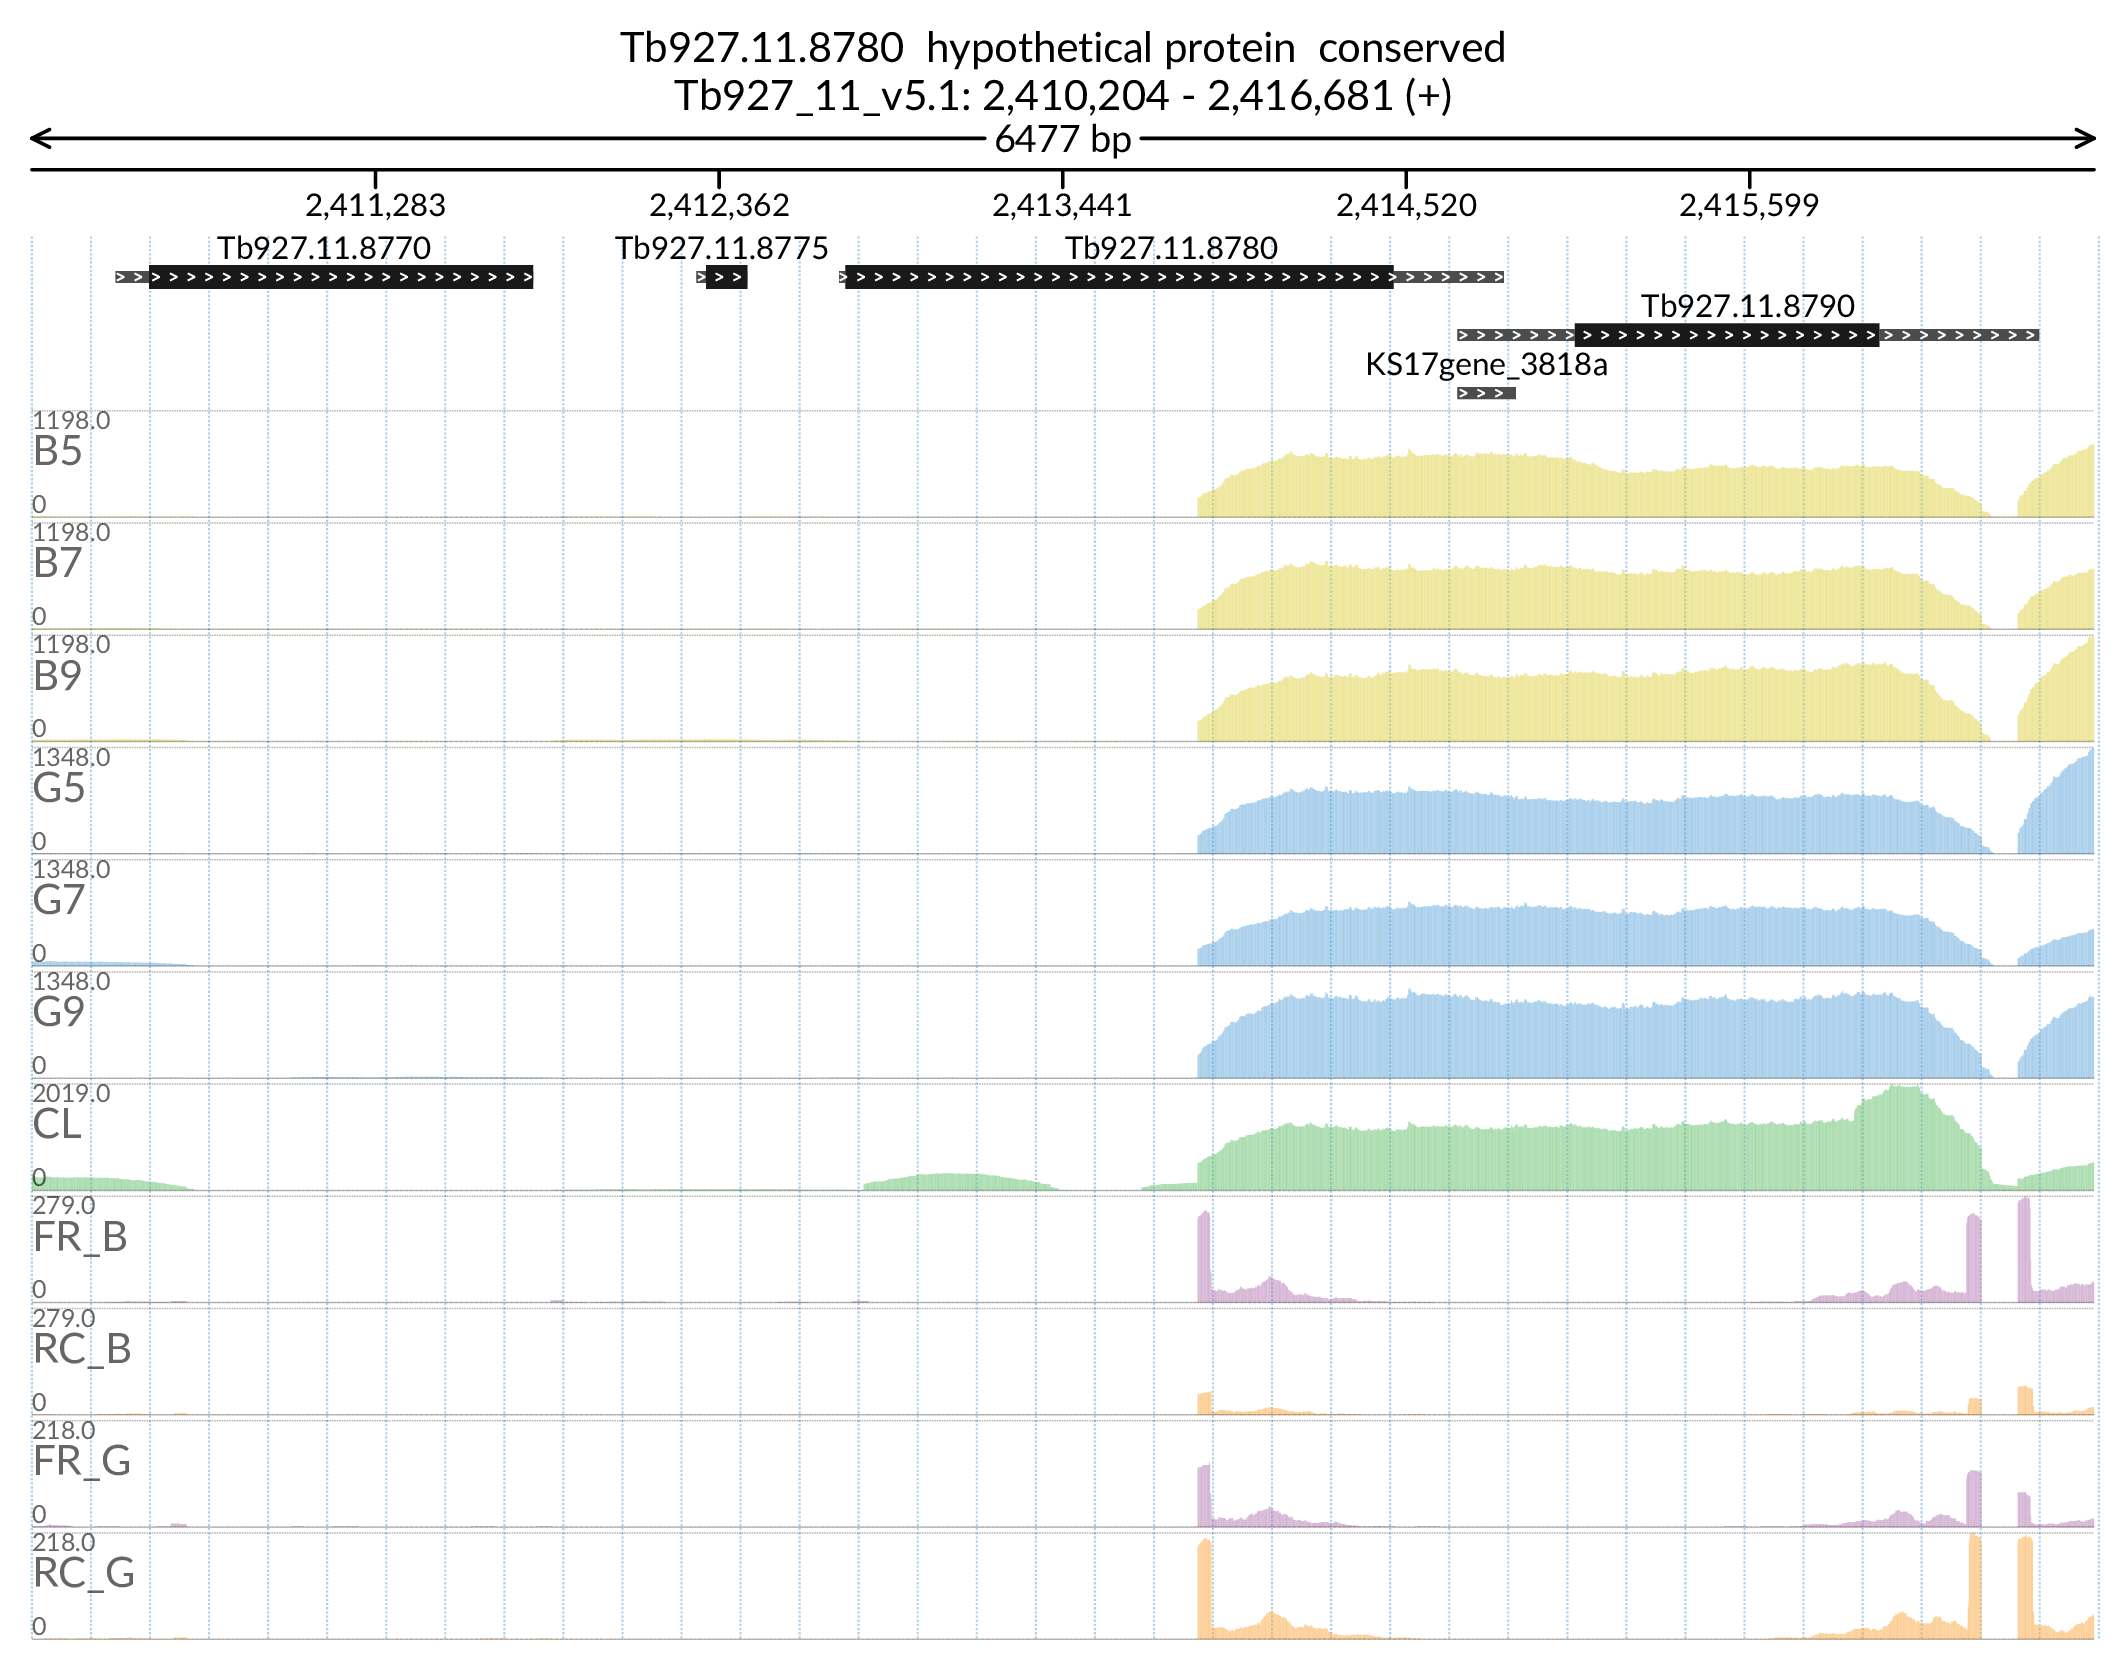 Tb927.11.8780 hypothetical protein conserved
Tb927_11_v5.1: 2,410,204 - 2,416,681 (+)
6477 bp
2,411,283 2,412,362 2,413,441 2,414,520 2,415,599
Tb927.11.8770 Tb927.11.8775 Tb927.11.8780
Tb927.11.8790
KS17gene_3818a
1198.0
B5
0
1198.0
B7
0
1198.0
B9
0
1348.0
G5
0
1348.0
G7
0
1348.0
G9
0
2019.0
CL
0
279.0
FR_B
0
279.0
RC_B
0
218.0
FR_G
0
218.0
RC_G
0